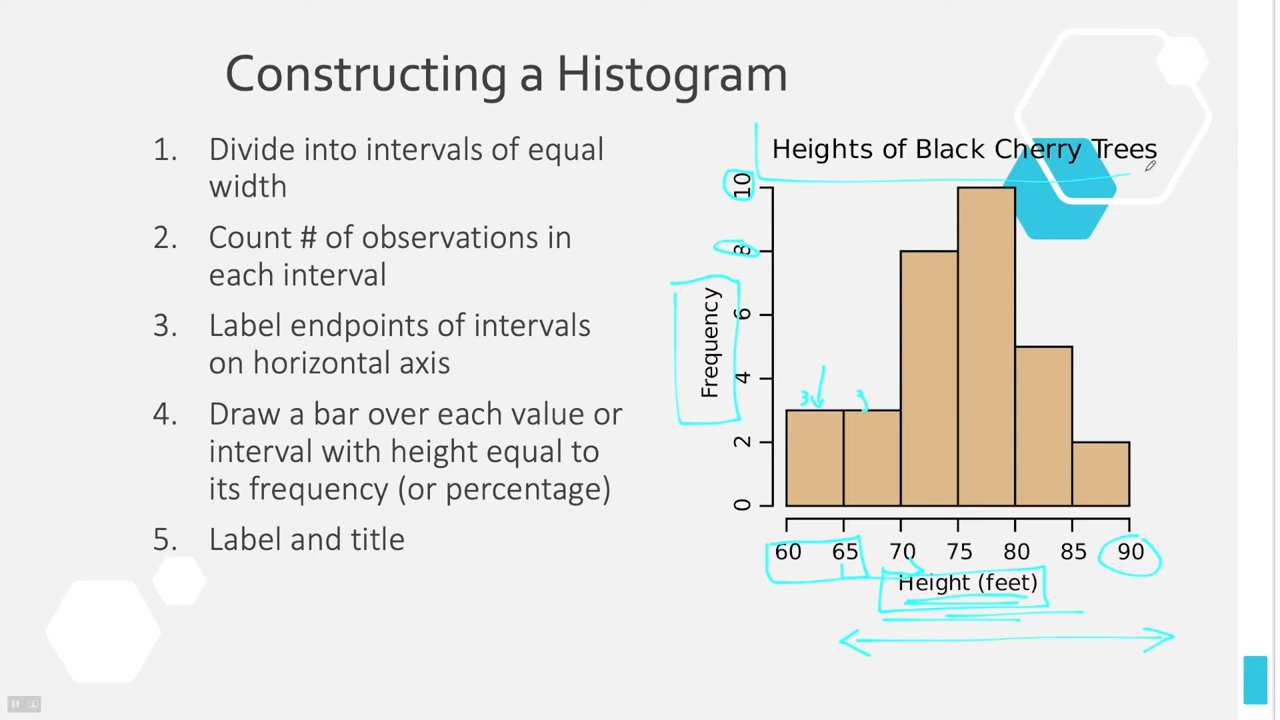 Constructing a Histogram
1. Divide into intervals of equal
width
2. Count # of observations in
each interval
3. Label endpoints of intervals
on horizontal axis
4. Draw a bar over each value or
interval with height equal to
its frequency (or percentage)
5. Label and title
Heights of Black Cherry Trees
Frequency
10
8
6
4
2
0
3 3
60 65 70 75 80 85 90
Height (feet)